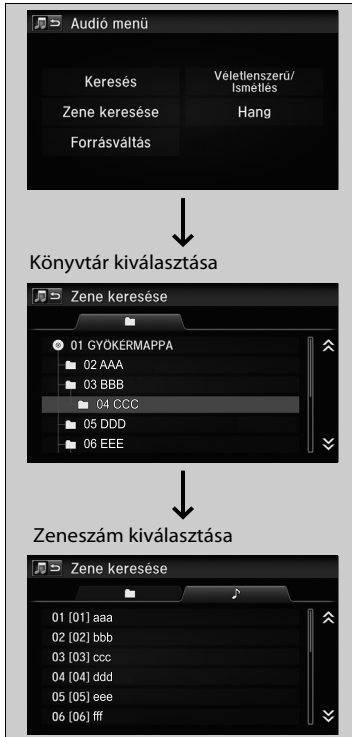 Audió menü
Keresés
Véletlenszerű/
Ismétlés
Zene keresése
Hang
Forrásváltás
Könyvtár kiválasztása
Zene keresése
01 GYÖKÉRMAPPA
02 AAA
03 BBB
04 CCC
05 DDD
06 EEE
Zeneszám kiválasztása
Zene keresése
01 [01] aaa
02 [02] bbb
03 [03] ccc
04 [04] ddd
05 [05] eee
06 [06] fff